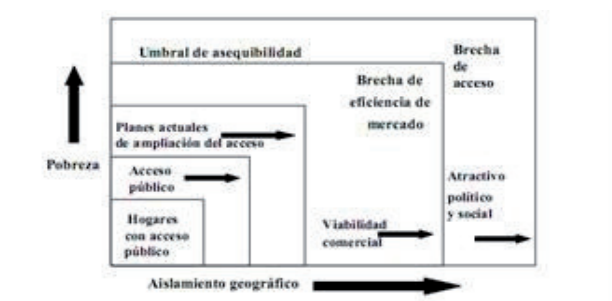 Umbral de asequibilidad
Brecha
de
acceso
Brecha de
eficiencia de
mercado
Planes actuales
de ampliación del acceso
Pobreza
Acceso
público
Atractivo
político
y social
Hogares
con acceso
público
Viabilidad
comercial
Aislamiento geográfico